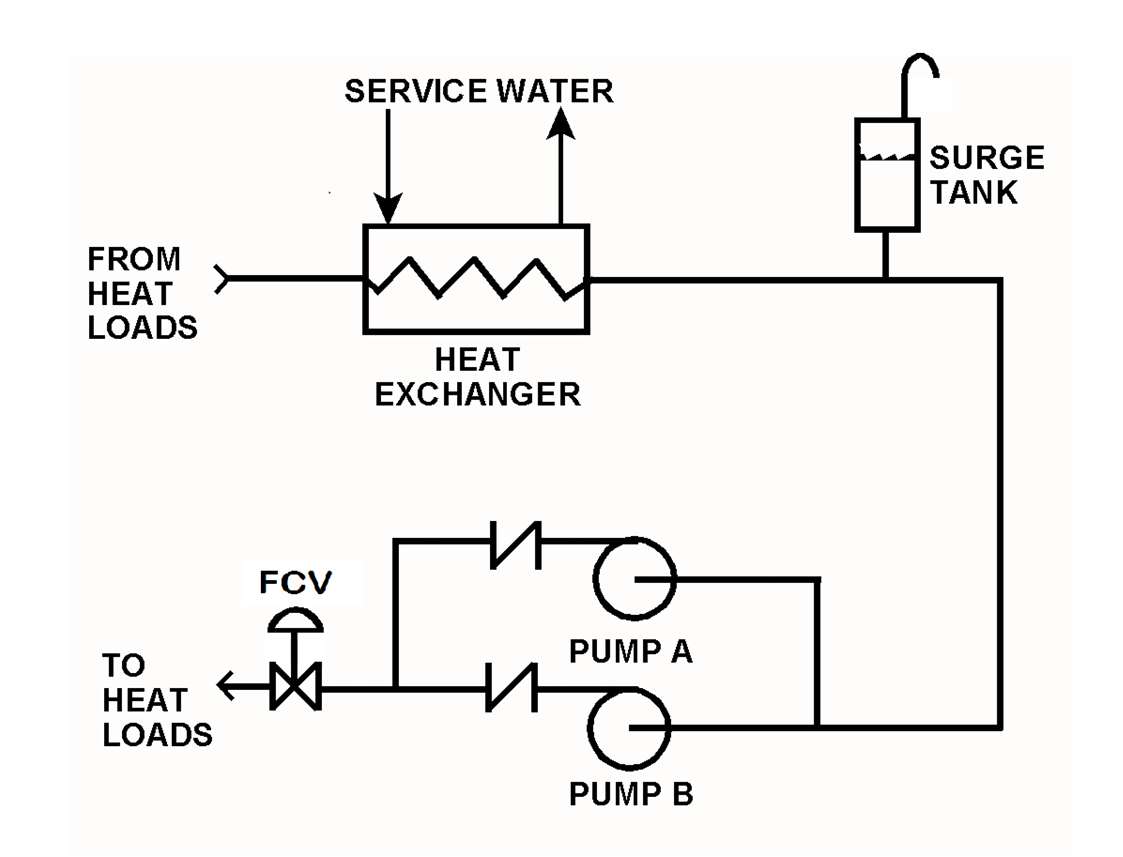 SERVICE WATER
SURGE
TANK
FROM
HEAT
LOADS
HEAT
EXCHANGER
FCV
PUMP A
TO
HEAT
LOADS
PUMP B